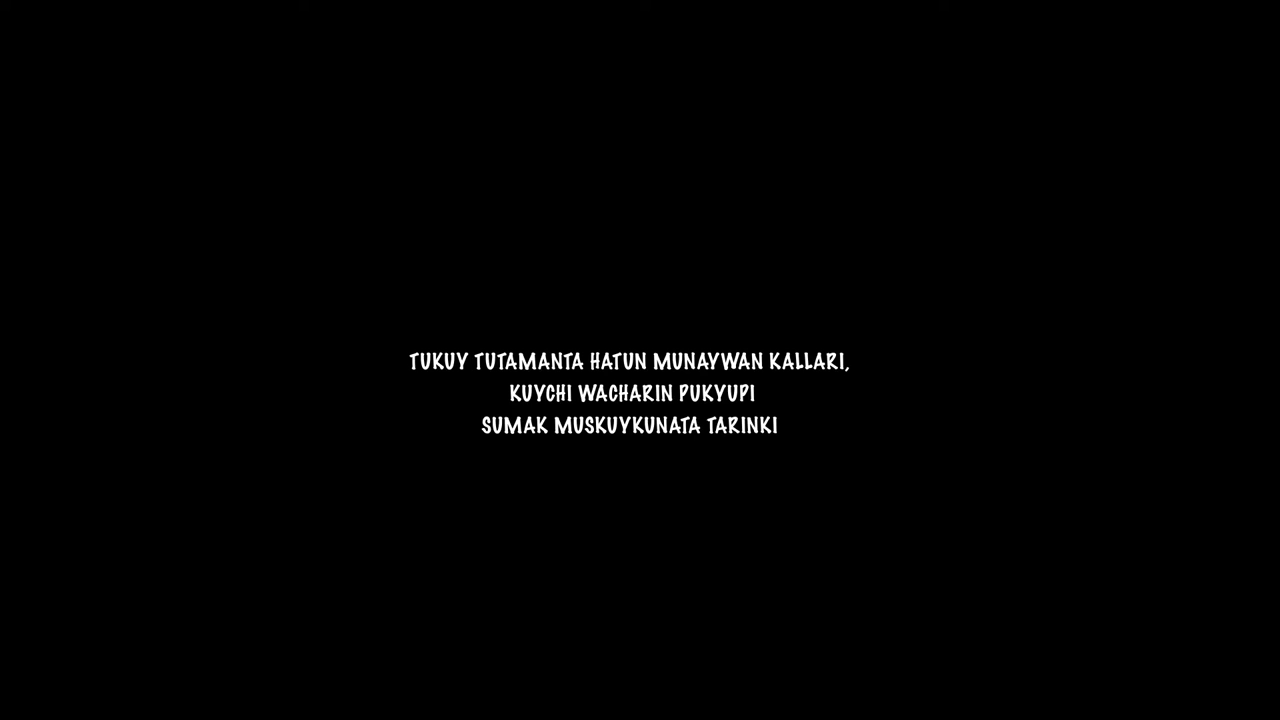 TUKUY TUTAMANTA HATUN MUNAYWAN KALLARI,
KUYCHI WACHARIN PUKYUPI
SUMAK MUSKUYKUNATA TARINKI